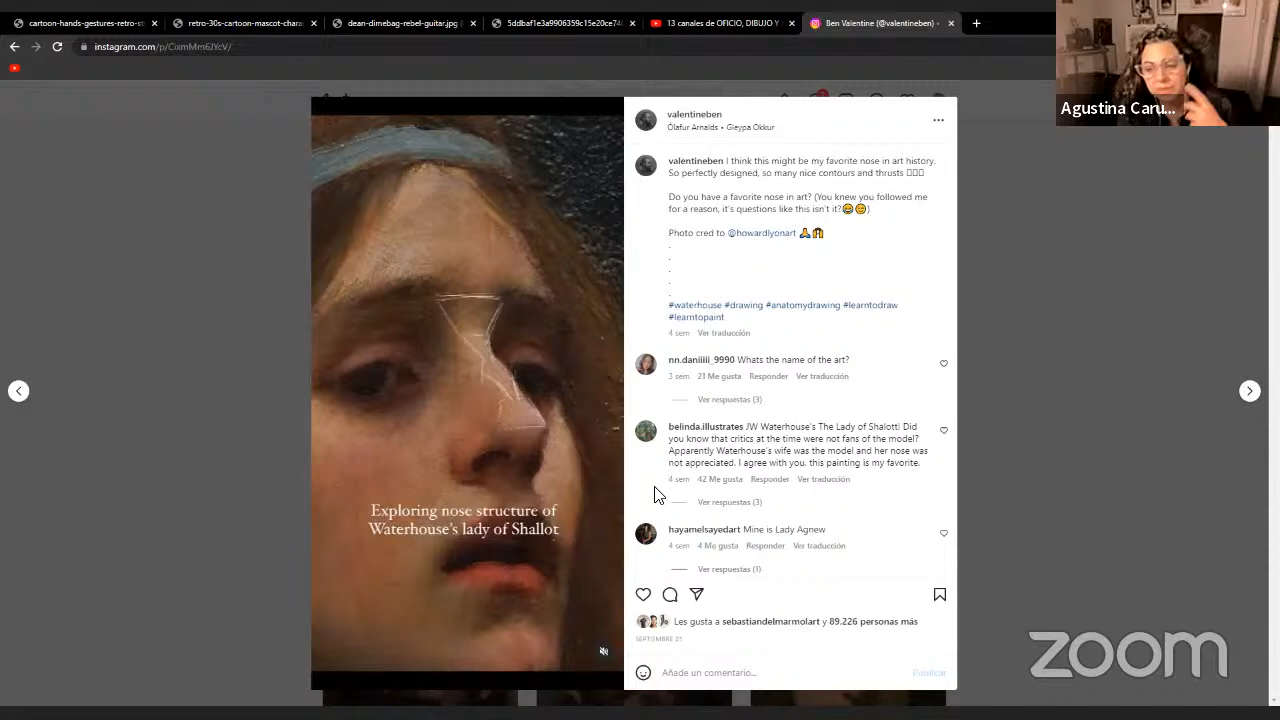 cartoon-hands-gestures-retro-st
retro-30s-cartoon-mascot-chara
dean-dimebag-rebel-guitar.jpg (
5ddbaf1e3a9906359c15e20ce74
13 canales de OFICIO, DIBUJO Y
Ben Valentine (@valentineben) •
instagram.com/p/CixmMm6JYcV/
Agustina Caru...
valentineben
Ólafur Arnalds • Gleypa Okkur
valentineben I think this might be my favorite nose in art history.
So perfectly designed, so many nice contours and thrusts
Do you have a favorite nose in art? (You knew you followed me
for a reason, it's questions like this isn't it?😂😉)
Photo cred to @howardlyonart 🙏
.
.
.
.
.
#waterhouse #drawing #anatomydrawing #learntodraw
#learntopaint
4 sem Ver traducción
nn.daniiiii_9990 Whats the name of the art?
3 sem 21 Me gusta Responder Ver traducción
Ver respuestas (3)
belinda.illustrates JW Waterhouse's The Lady of Shalott! Did
you know that critics at the time were not fans of the model?
Apparently Waterhouse's wife was the model and her nose was
not appreciated. I agree with you, this painting is my favorite.
4 sem 42 Me gusta Responder Ver traducción
Ver respuestas (3)
hayamelsayedart Mine is Lady Agnew
4 sem 4 Me gusta Responder Ver traducción
Ver respuestas (1)
Exploring nose structure of
Waterhouse's lady of Shallot
Les gusta a sebastiandelmarmolart y 89.226 personas más
SEPTIEMBRE 21
Añade un comentario...
Publicar
zoom